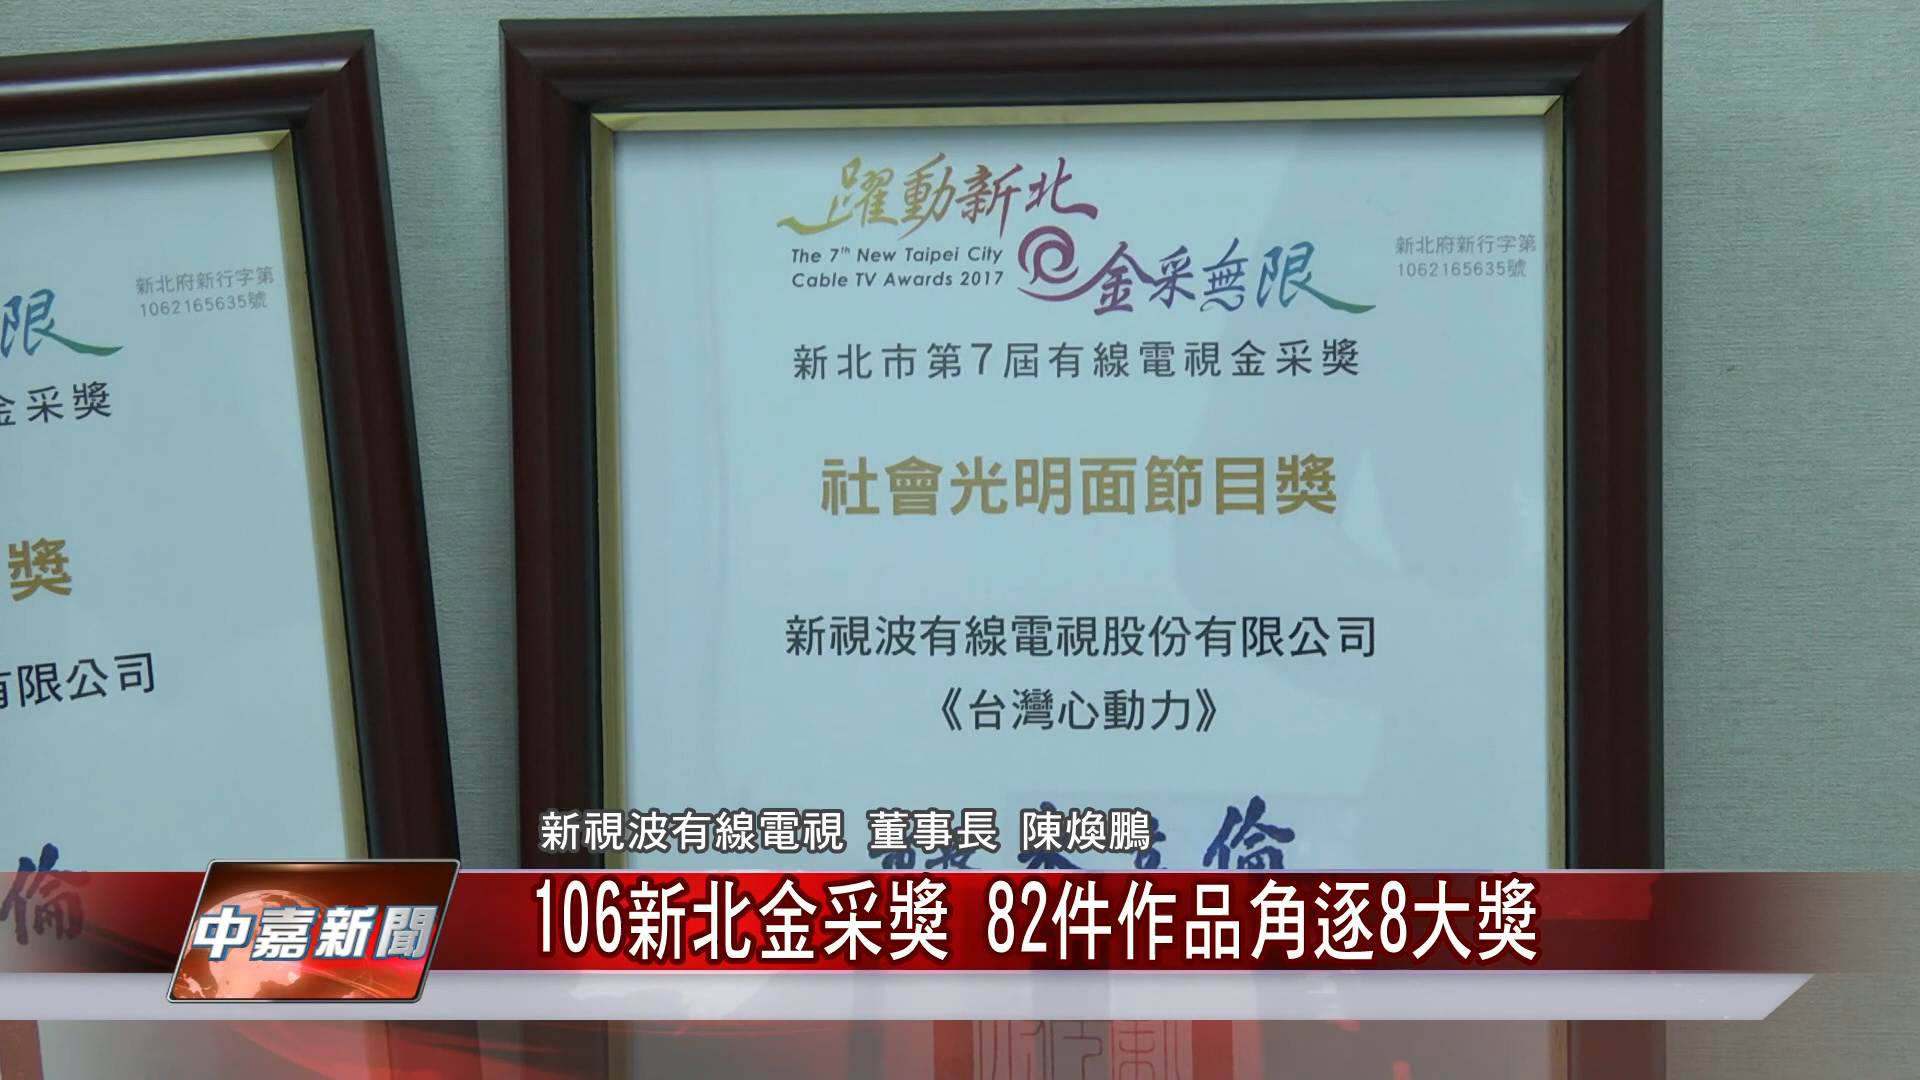 限
新北府新行字第
1062165635號
金采獎
獎
有限公司
倫
躍動新北
The 7th New Taipei City
Cable TV Awards 2017
金采無限
新北府新行字第
1062165635號
新北市第7屆有線電視金采獎
社會光明面節目獎
新視波有線電視股份有限公司
《台灣心動力》
倫
新視波有線電視 董事長 陳煥鵬
中嘉新聞
106新北金采獎 82件作品角逐8大獎